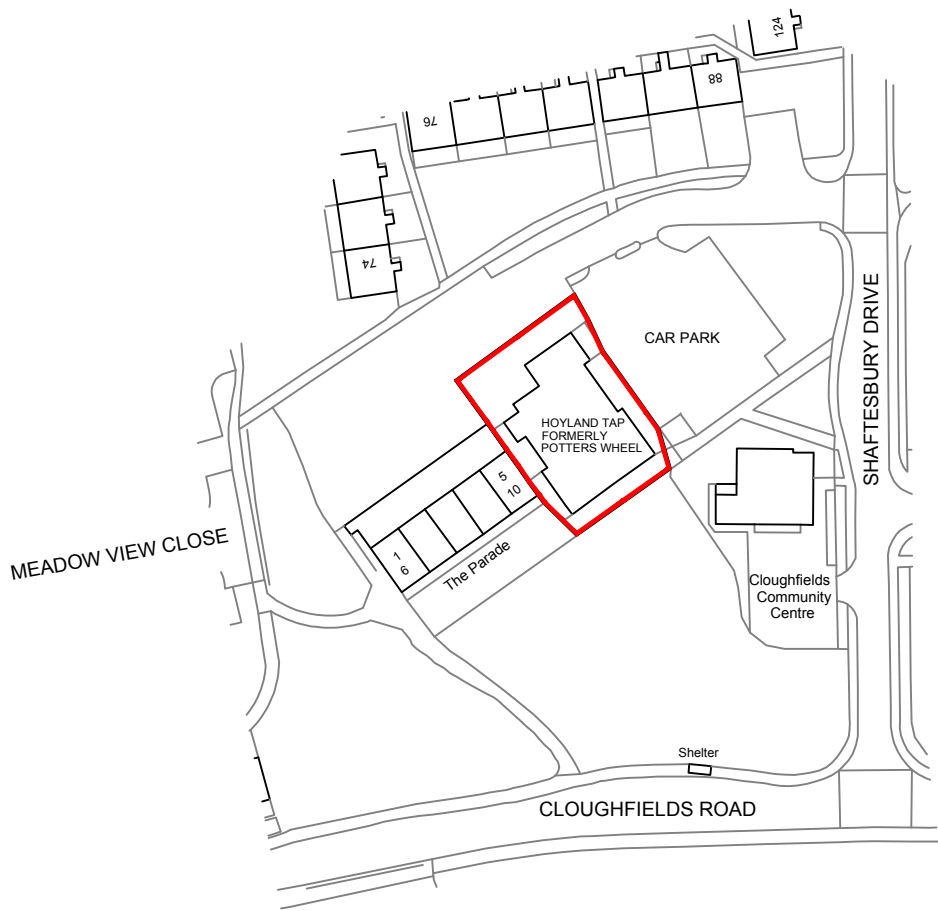 124
88
76
74
CAR PARK
SHAFTESBURY DRIVE
HOYLAND TAP
FORMERLY
POTTERS WHEEL
5
10
1
6
The Parade
MEADOW VIEW CLOSE
Cloughfields
Community
Centre
Shelter
CLOUGHFIELDS ROAD